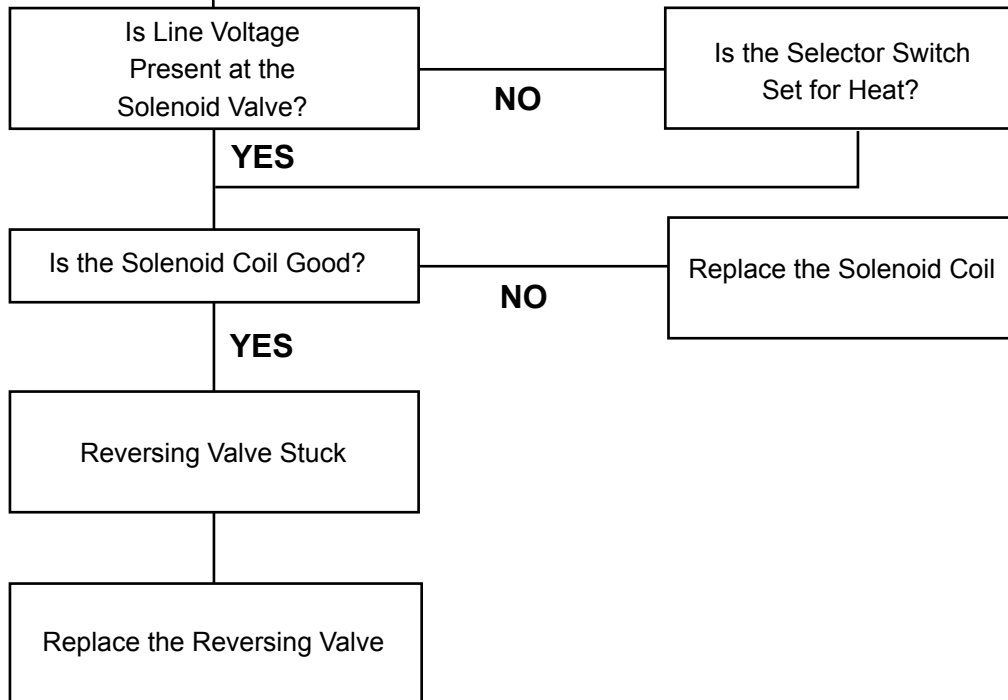 Is Line Voltage
Present at the
Solenoid Valve?
NO
Is the Selector Switch
Set for Heat?
YES
Is the Solenoid Coil Good?
NO
Replace the Solenoid Coil
YES
Reversing Valve Stuck
Replace the Reversing Valve